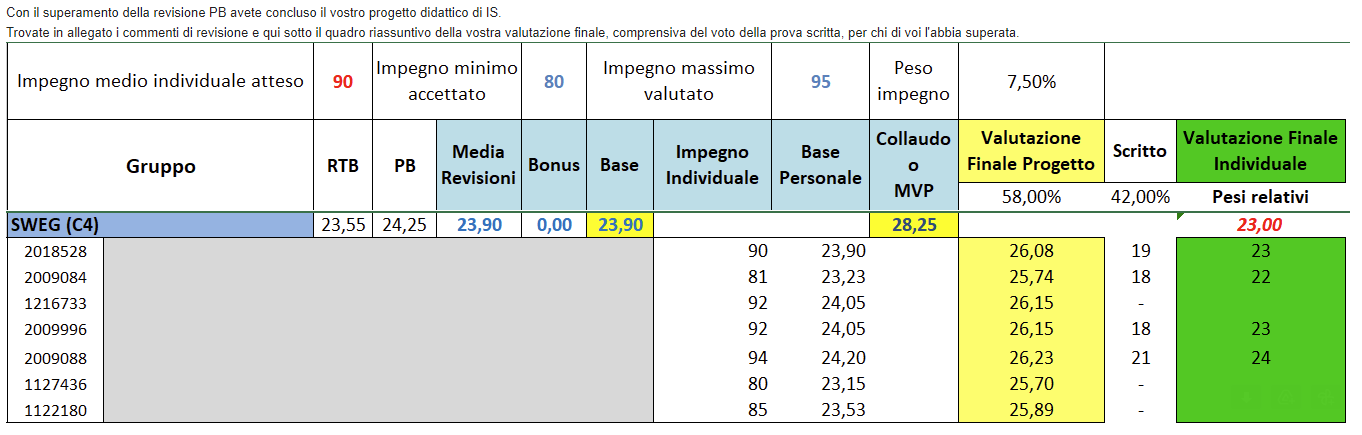 Con il superamento della revisione PB avete concluso il vostro progetto didattico di IS.
Trovate in allegato i commenti di revisione e qui sotto il quadro riassuntivo della vostra valutazione finale, comprensiva del voto della prova scritta, per chi di voi l'abbia superata.
Impegno medio individuale atteso 90 Impegno minimo accettato 80 Impegno massimo valutato 95 Peso impegno 7,50%
Gruppo RTB PB Media Revisioni Bonus Base Impegno Individuale Base Personale Collaudo o MVP Valutazione Finale Progetto Scritto Valutazione Finale Individuale
58,00% 42,00% Pesi relativi
SWEG (C4) 23,55 24,25 23,90 0,00 23,90 28,25 23,00
2018528 90 23,90 26,08 19 23
2009084 81 23,23 25,74 18 22
1216733 92 24,05 26,15 -
2009996 92 24,05 26,15 18 23
2009088 94 24,20 26,23 21 24
1127436 80 23,15 25,70 -
1122180 85 23,53 25,89 -